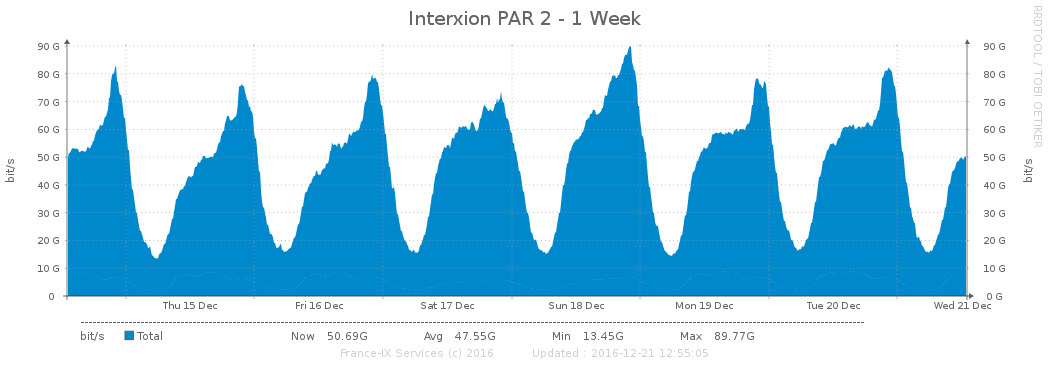 Interxion PAR 2 - 1 Week
RRDTOOL / TOBI OETIKER
90 G 90 G
80 G 80 G
70 G 70 G
60 G 60 G
50 G 50 G
40 G 40 G
30 G 30 G
20 G 20 G
10 G 10 G
0 0 G
bit/s
bit/s
Thu 15 Dec Fri 16 Dec Sat 17 Dec Sun 18 Dec Mon 19 Dec Tue 20 Dec Wed 21 Dec
bit/s Total Now 50.69G Avg 47.55G Min 13.45G Max 89.77G
France-IX Services (c) 2016 Updated : 2016-12-21 12:55:05